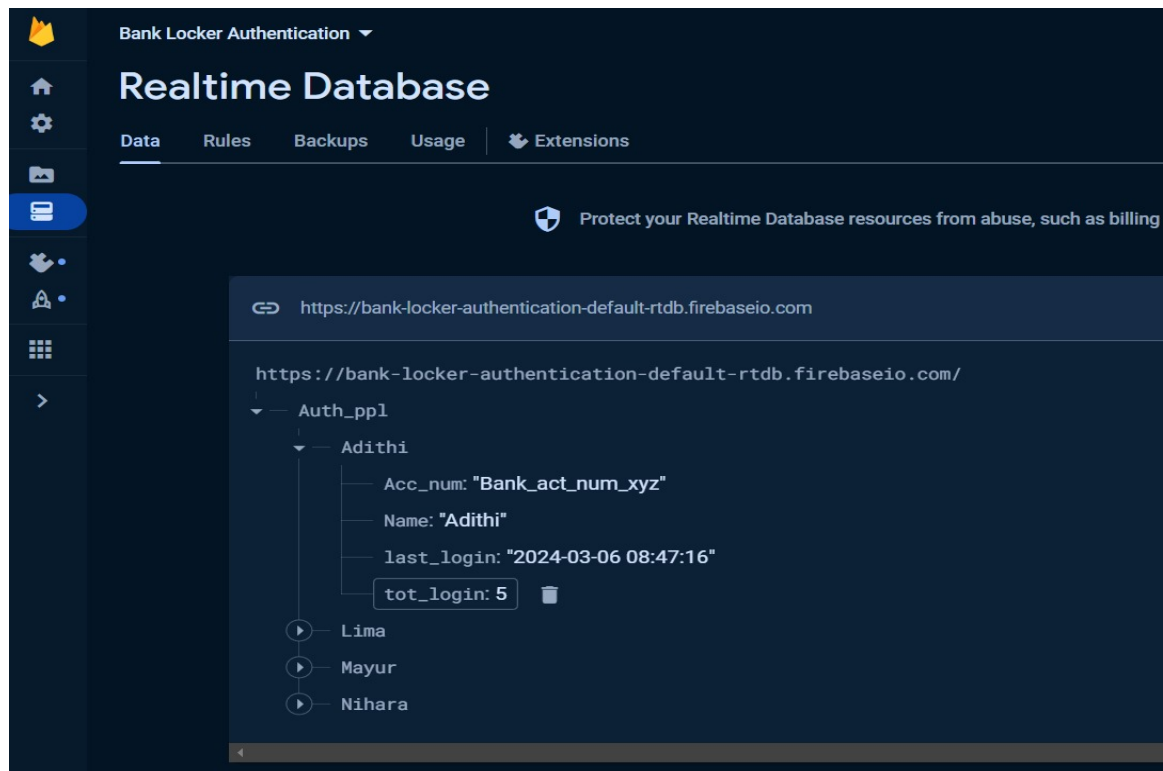 Bank Locker Authentication
Realtime Database
Data Rules Backups Usage Extensions
Protect your Realtime Database resources from abuse, such as billing
https://bank-locker-authentication-default-rtdb.firebaseio.com
https://bank-locker-authentication-default-rtdb.firebaseio.com/
Auth_ppl
Adithi
Acc_num: "Bank_act_num_xyz"
Name: "Adithi"
last_login: "2024-03-06 08:47:16"
tot_login: 5
Lima
Mayur
Nihara